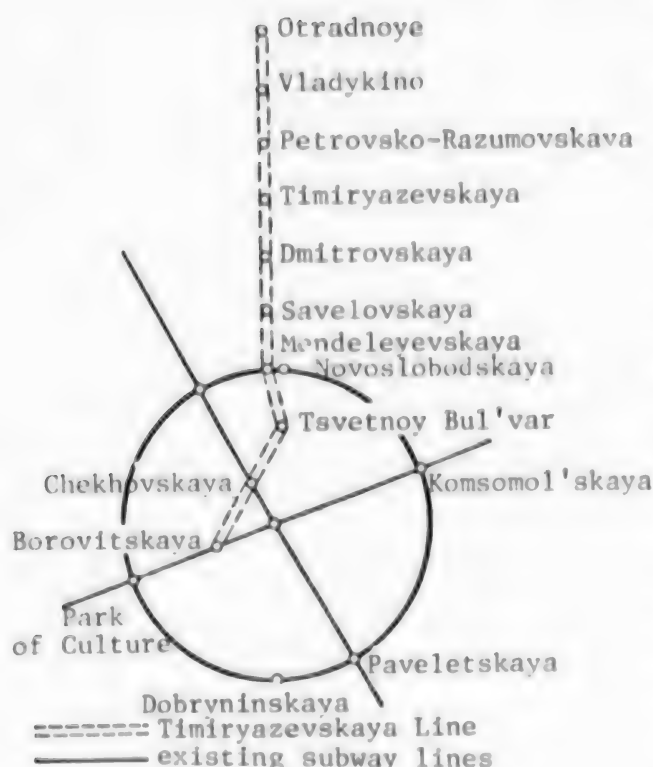 Otradnoye
Vladykino
Petrovsko-Razumovskava
Timiryazevskaya
Dmitrovskaya
Savelovskaya
Mendeleyevskaya
Novoslobodskaya
Tsvetnoy Bul'var
Chekhovskaya
Komsomol'skaya
Borovitskaya
Park
of Culture
Paveletskaya
Dobryninskaya
Timiryazevskaya Line
existing subway lines